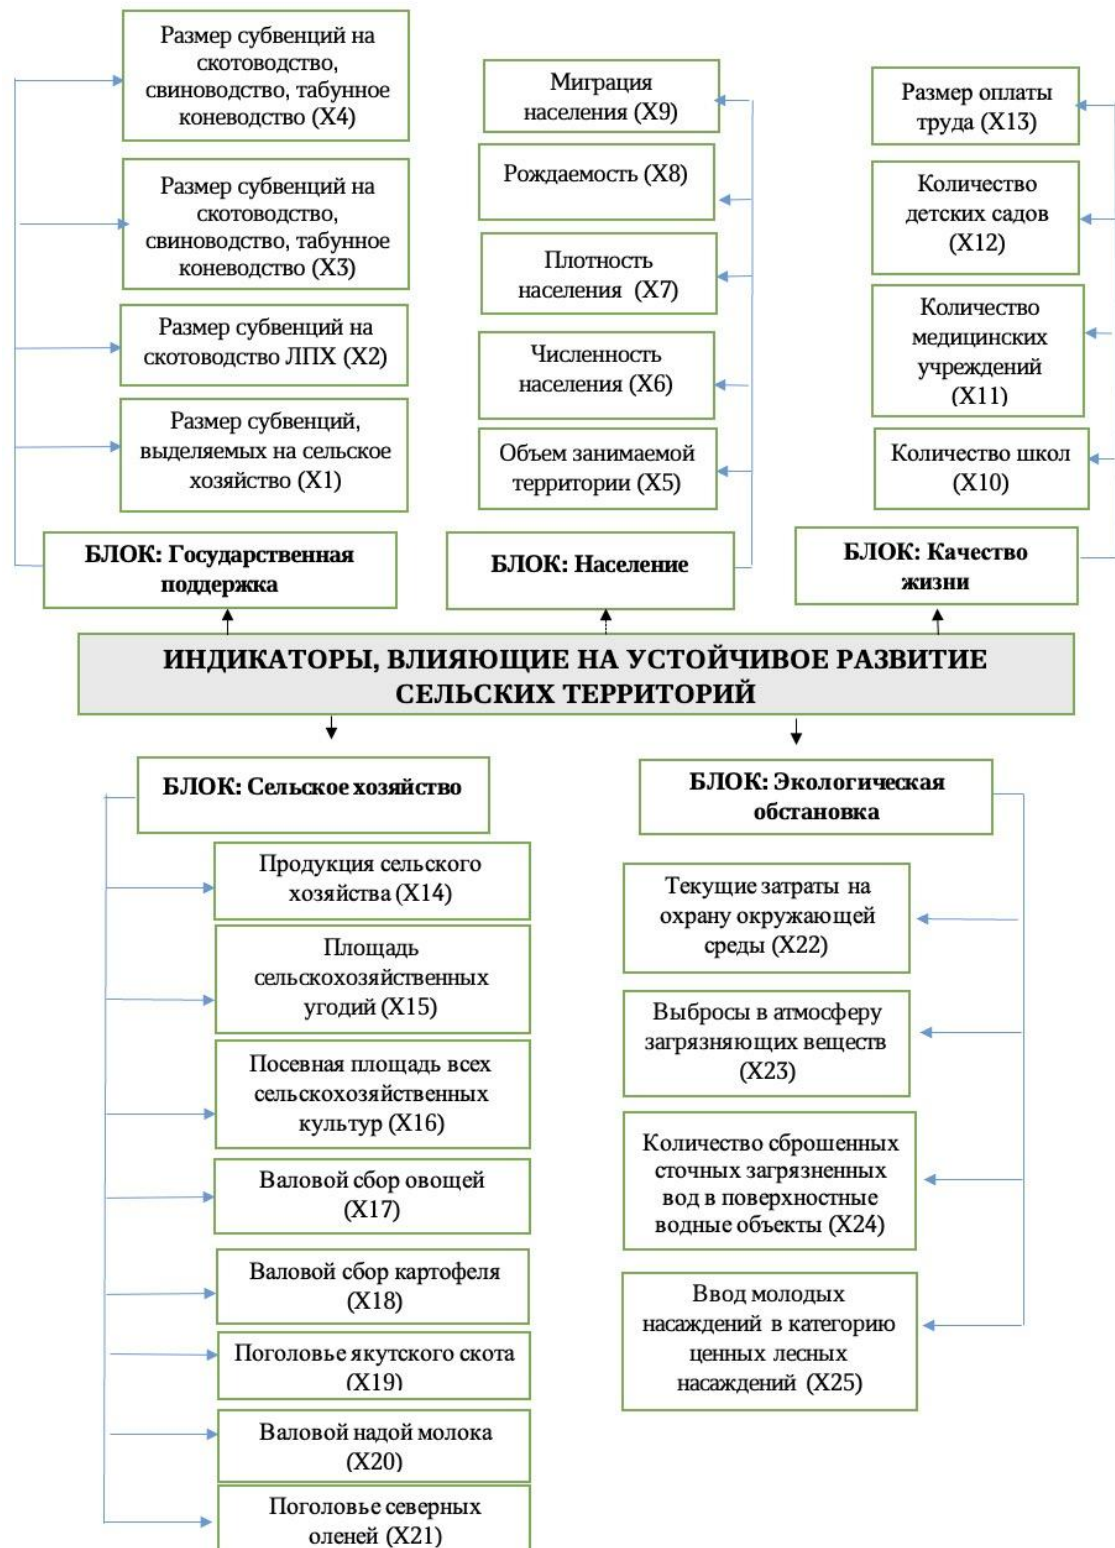 Размер субвенций на
скотоводство,
свиноводство, табунное
коневодство (Х4)
Размер субвенций на
скотоводство,
свиноводство, табунное
коневодство (Х3)
Размер субвенций на
скотоводство ЛПХ (Х2)
Размер субвенций,
выделяемых на сельское
хозяйство (Х1)
БЛОК: Государственная
поддержка
Миграция
населения (Х9)
Рождаемость (Х8)
Плотность
населения (Х7)
Численность
населения (Х6)
Объем занимаемой
территории (Х5)
БЛОК: Население
Размер оплаты
труда (Х13)
Количество
детских садов
(Х12)
Количество
медицинских
учреждений
(Х11)
Количество школ
(Х10)
БЛОК: Качество
жизни
ИНДИКАТОРЫ, ВЛИЯЮЩИЕ НА УСТОЙЧИВОЕ РАЗВИТИЕ
СЕЛЬСКИХ ТЕРРИТОРИЙ
БЛОК: Сельское хозяйство
Продукция сельского
хозяйства (Х14)
Площадь
сельскохозяйственных
угодий (Х15)
Посевная площадь всех
сельскохозяйственных
культур (Х16)
Валовой сбор овощей
(Х17)
Валовой сбор картофеля
(Х18)
Поголовье якутского скота
(Х19)
Валовой надой молока
(Х20)
Поголовье северных
оленей (Х21)
БЛОК: Экологическая
обстановка
Текущие затраты на
охрану окружающей
среды (Х22)
Выбросы в атмосферу
загрязняющих веществ
(Х23)
Количество сброшенных
сточных загрязненных
вод в поверхностные
водные объекты (Х24)
Ввод молодых
насаждений в категорию
ценных лесных
насаждений (Х25)